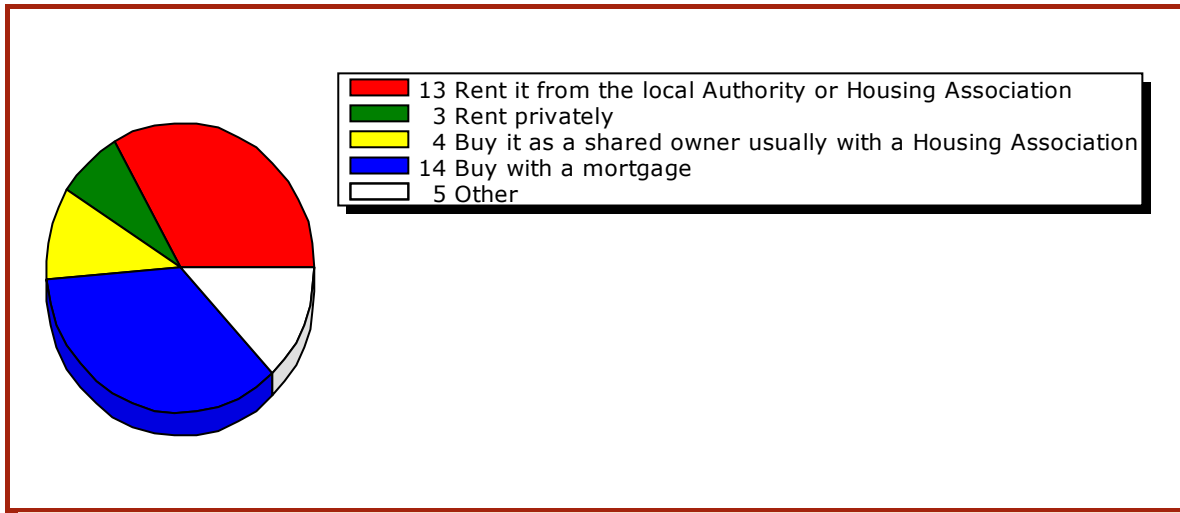 13 Rent it from the local Authority or Housing Association
3 Rent privately
4 Buy it as a shared owner usually with a Housing Association
14 Buy with a mortgage
5 Other